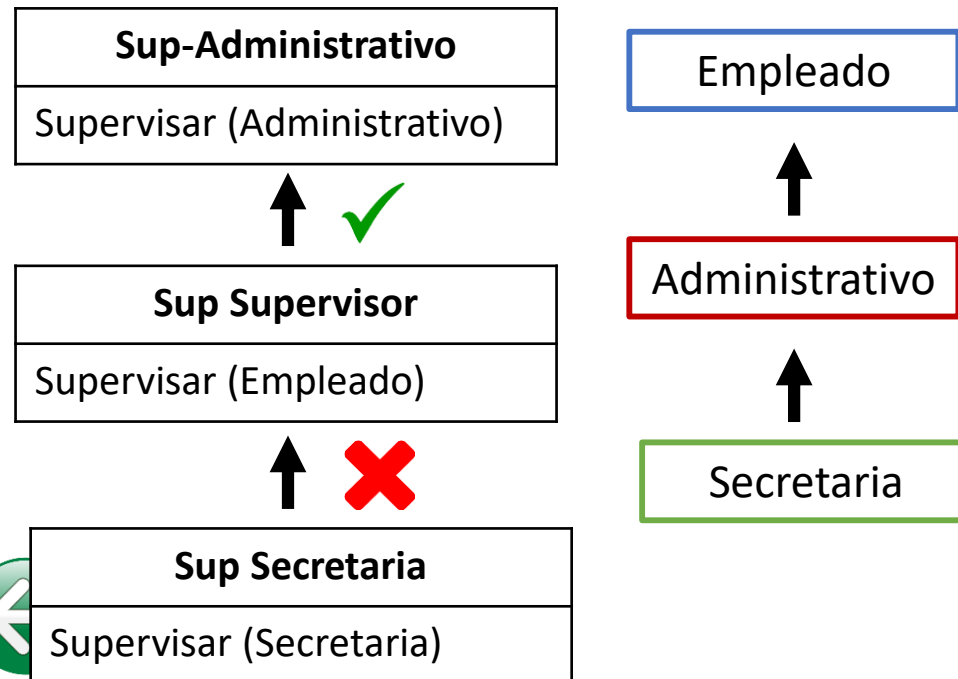 Sup-Administrativo
Supervisar (Administrativo)
Sup Supervisor
Supervisar (Empleado)
Sup Secretaria
Supervisar (Secretaria)
Empleado
Administrativo
Secretaria